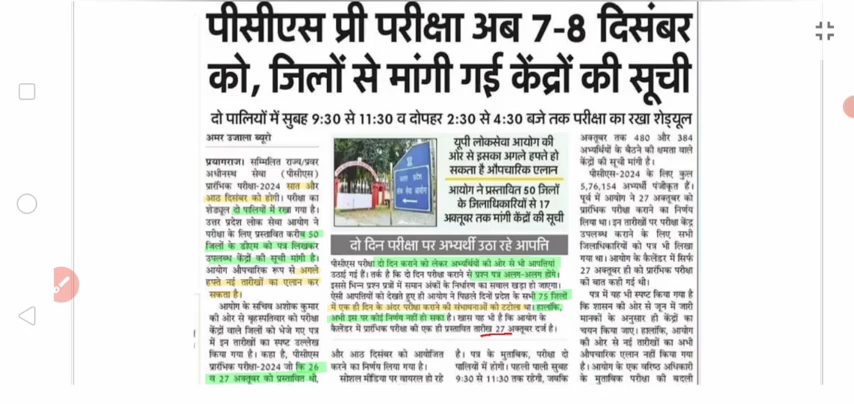 पीसीएस प्री परीक्षा अब 7-8 दिसंबर
को, जिलों से मांगी गई केंद्रों की सूची
दो पालियों में सुबह 9:30 से 11:30 व दोपहर 2:30 से 4:30 बजे तक परीक्षा का रखा शेड्यूल
अमर उजाला ब्यूरो
प्रयागराज। सम्मिलित राज्य/प्रवर
अधीनस्थ सेवा (पीसीएस)
प्रारंभिक परीक्षा-2024 सात और
आठ दिसंबर को होगी। परीक्षा का
शेड्यूल दो पालियों में रखा गया है।
उत्तर प्रदेश लोक सेवा आयोग ने
परीक्षा के लिए प्रस्तावित करीब 50
जिलों के डीएम को पत्र लिखकर
उपलब्ध केंद्रों की सूची मांगी है।
आयोग औपचारिक रूप से अगले
हफ्ते नई तारीखों का एलान कर
सकता है।
आयोग के सचिव अशोक कुमार
की ओर से बृहस्पतिवार को परीक्षा
केंद्रों वाले जिलों को भेजे गए पत्र
में इन तारीखों का स्पष्ट उल्लेख
किया गया है। कहा है, पीसीएस
प्रारंभिक परीक्षा-2024 जो कि 26
व 27 अक्तूबर को प्रस्तावित थी,
यूपी लोकसेवा आयोग की
ओर से इसका अगले हफ्ते हो
सकता है औपचारिक एलान
आयोग ने प्रस्तावित 50 जिलों
के जिलाधिकारियों से 17
अक्तूबर तक मांगी केंद्रों की सूची
दो दिन परीक्षा पर अभ्यर्थी उठा रहे आपत्ति
पीसीएस परीक्षा दो दिन कराने को लेकर अभ्यर्थियों की ओर से भी आपत्तियां
उठाई गई हैं। तर्क है कि दो दिन परीक्षा कराने से प्रश्न पत्र अलग-अलग होंगे।
इससे भिन्न प्रश्न पत्रों में समान अंकों के निर्धारण का सवाल खड़ा हो जाएगा।
ऐसी आपत्तियों को देखते हुए ही आयोग ने पिछले दिनों प्रदेश के सभी 75 जिलों
में एक ही दिन के अंदर परीक्षा कराने की संभावनाओं को टटोला था। हालांकि,
अभी इस पर कोई निर्णय नहीं हो सका है। खास यह भी है कि आयोग के
कैलेंडर में प्रारंभिक परीक्षा की एक ही प्रस्तावित तारीख 27 अक्तूबर दर्ज है।
और आठ दिसंबर को आयोजित
करने का निर्णय लिया गया है।
सोशल मीडिया पर वायरल हो रहे
है। पत्र के मुताबिक, परीक्षा दो
पालियों में होगी। पहली पाली सुबह
9:30 से 11:30 तक रहेगी, जबकि
अक्तूबर तक 480 और 384
अभ्यर्थियों के बैठने की क्षमता वाले
केंद्रों की सूची मांगी है।
पीसीएस-2024 के लिए कुल
5,76,154 अभ्यर्थी पंजीकृत हैं।
पूर्व में आयोग ने 27 अक्तूबर को
प्रारंभिक परीक्षा कराने का निर्णय
लिया था। इन तारीखों पर परीक्षा केंद्र
उपलब्ध कराने के लिए सभी
जिलाधिकारियों को पत्र भी लिखा
गया था। आयोग के कैलेंडर में सिर्फ
27 अक्तूबर ही को प्रारंभिक परीक्षा
की बात कही गई थी।
पत्र में यह भी स्पष्ट किया गया है
कि शासन की ओर से जून में जारी
मानकों के अनुसार ही केंद्रों का
चयन किया जाए। हालांकि, आयोग
की ओर से नई तारीखों का अभी
औपचारिक एलान नहीं किया गया
है। आयोग के एक वरिष्ठ अधिकारी
के मुताबिक परीक्षा की बदली